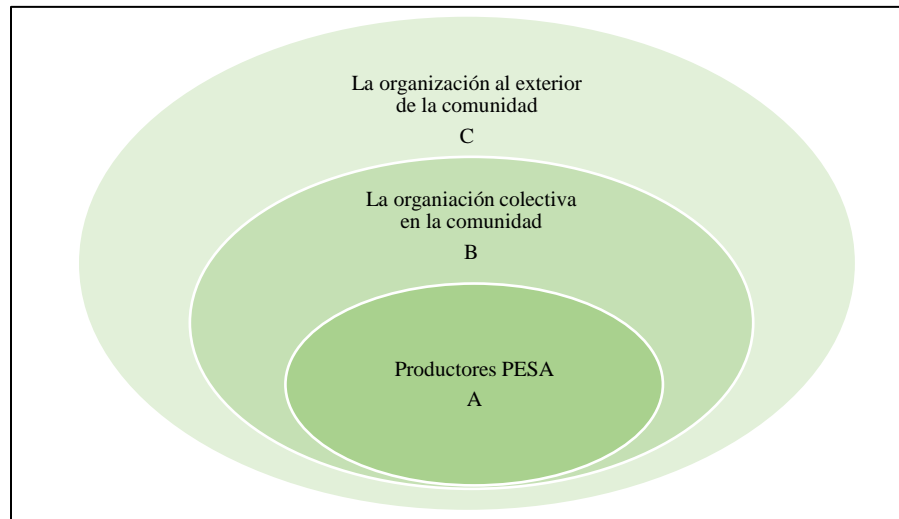 La organización al exterior
de la comunidad
C
La organiación colectiva
en la comunidad
B
Productores PESA
A